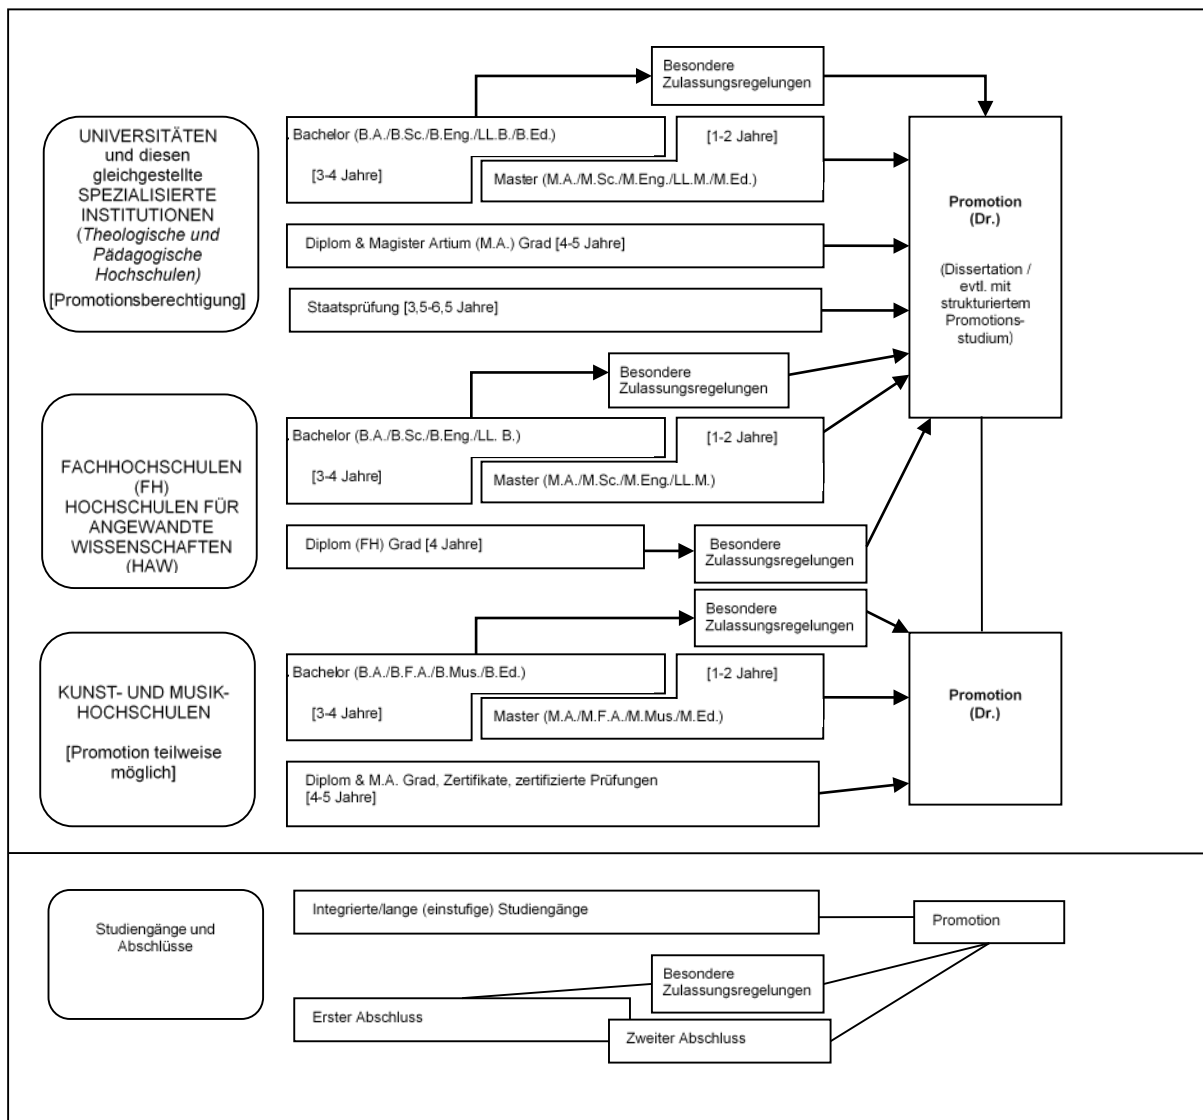 Besondere
Zulassungsregelungen
UNIVERSITÄTEN
und diesen
gleichgestellte
SPEZIALISIERTE
INSTITUTIONEN
(Theologische und
Pädagogische
Hochschulen)
[Promotionsberechtigung]
Bachelor (B.A./B.Sc./B.Eng./LL.B./B.Ed.)
[3-4 Jahre]
[1-2 Jahre]
Master (M.A./M.Sc./M.Eng./LL.M./M.Ed.)
Diplom & Magister Artium (M.A.) Grad [4-5 Jahre]
Staatsprüfung [3,5-6,5 Jahre]
Promotion
(Dr.)
(Dissertation /
evtl. mit
strukturiertem
Promotions-
studium)
FACHHOCHSCHULEN
(FH)
HOCHSCHULEN FÜR
ANGEWANDTE
WISSENSCHAFTEN
(HAW)
Besondere
Zulassungsregelungen
Bachelor (B.A./B.Sc./B.Eng./LL. B.)
[3-4 Jahre]
[1-2 Jahre]
Master (M.A./M.Sc./M.Eng./LL.M.)
Diplom (FH) Grad [4 Jahre]
Besondere
Zulassungsregelungen
KUNST- UND MUSIK-
HOCHSCHULEN
[Promotion teilweise
möglich]
Besondere
Zulassungsregelungen
Bachelor (B.A./B.F.A./B.Mus./B.Ed.)
[3-4 Jahre]
[1-2 Jahre]
Master (M.A./M.F.A./M.Mus./M.Ed.)
Diplom & M.A. Grad, Zertifikate, zertifizierte Prüfungen
[4-5 Jahre]
Promotion
(Dr.)
Studiengänge und
Abschlüsse
Integrierte/lange (einstufige) Studiengänge
Promotion
Besondere
Zulassungsregelungen
Erster Abschluss
Zweiter Abschluss